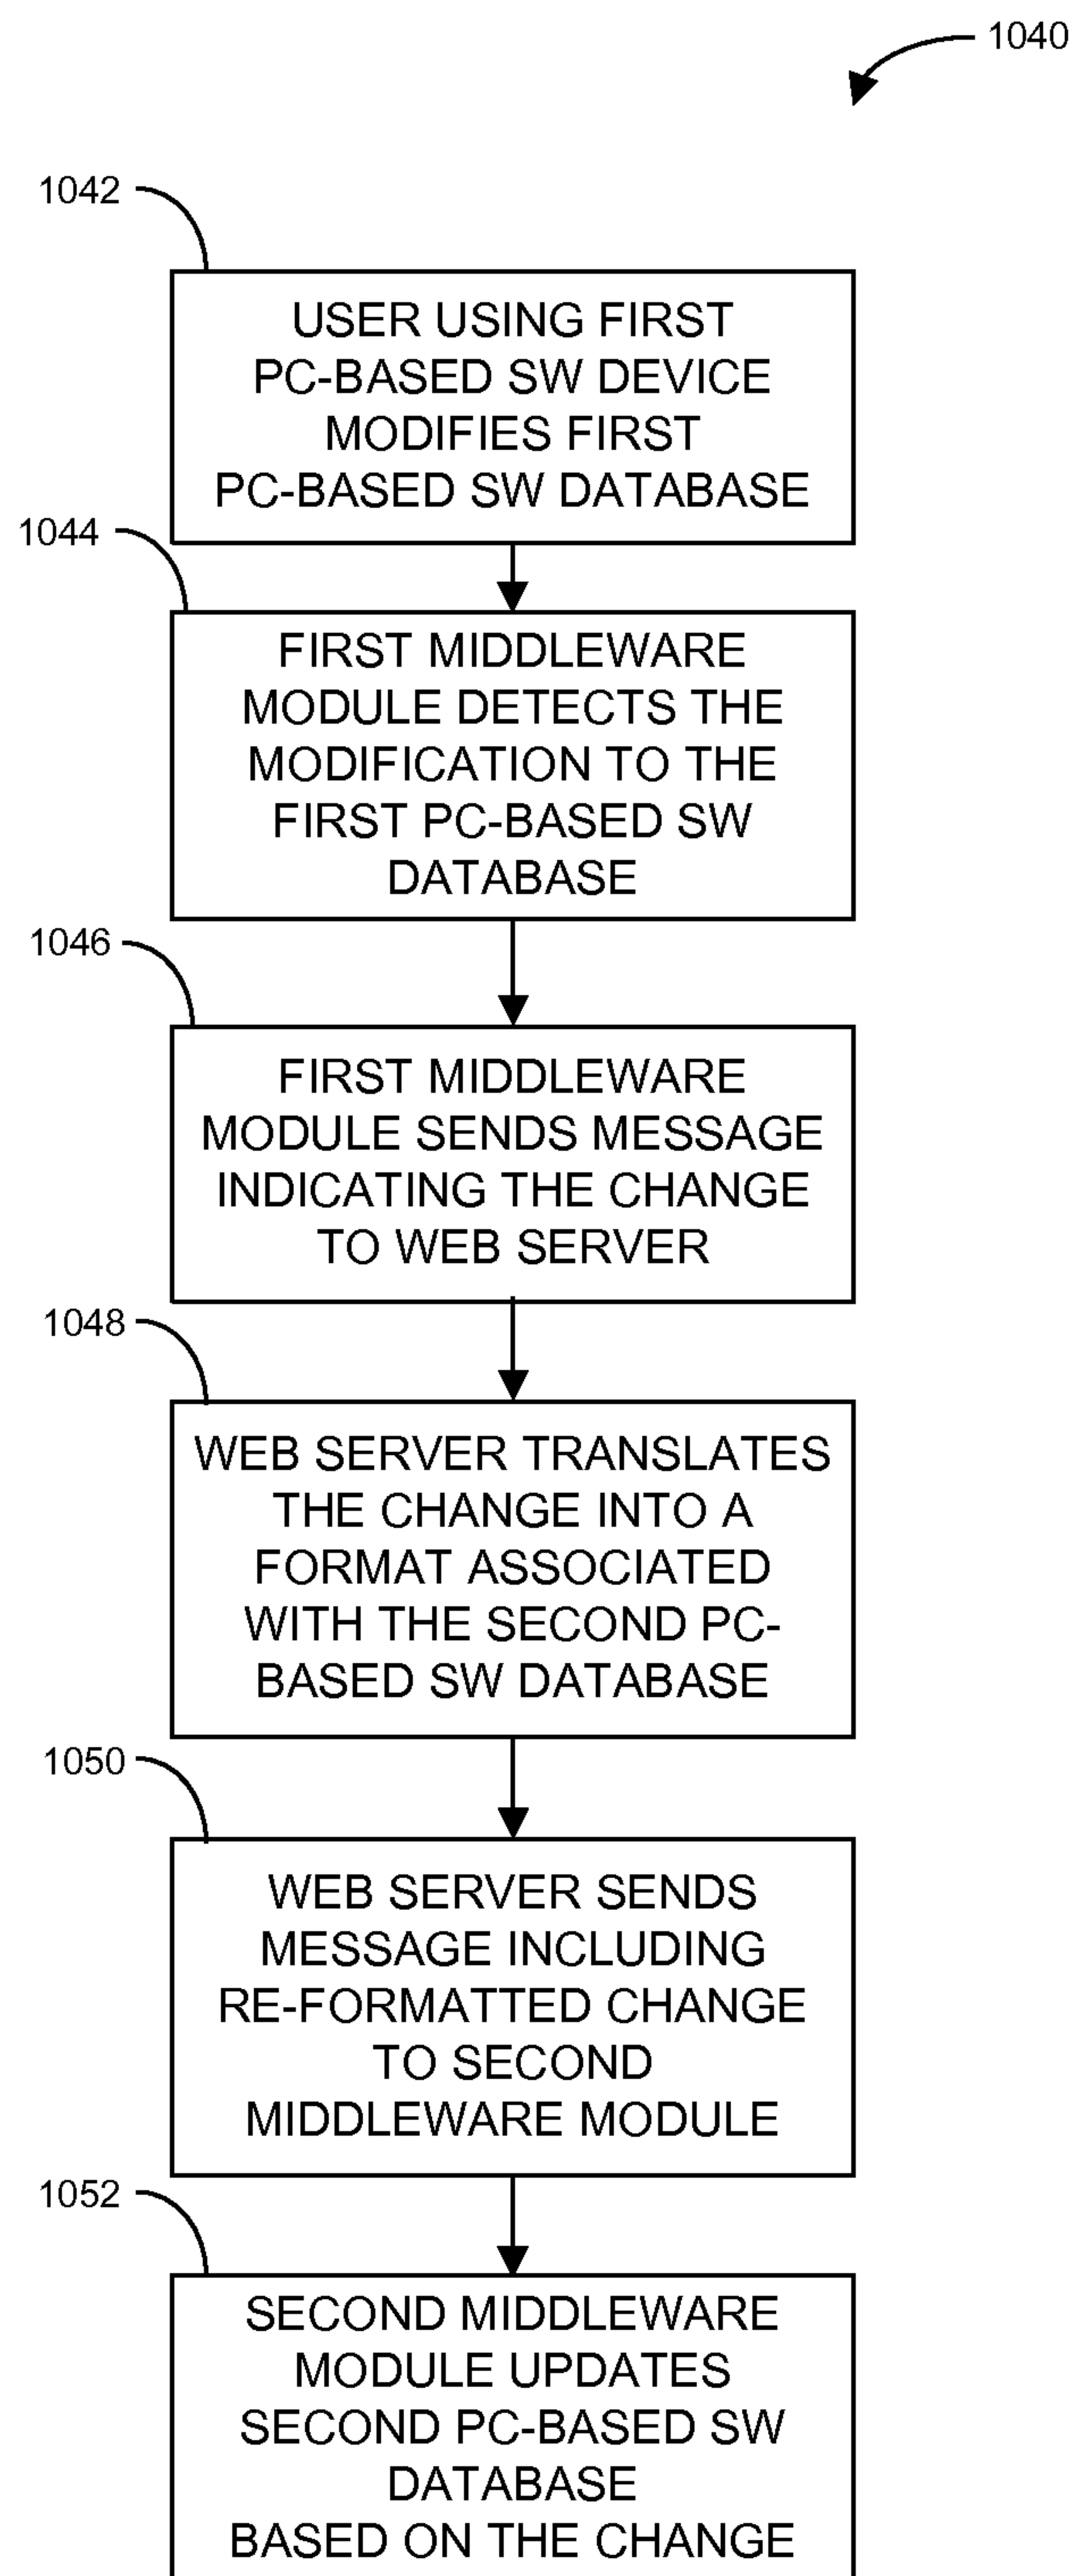 1040
1042
USER USING FIRST
PC-BASED SW DEVICE
MODIFIES FIRST
PC-BASED SW DATABASE
1044
FIRST MIDDLEWARE
MODULE DETECTS THE
MODIFICATION TO THE
FIRST PC-BASED SW
DATABASE
1046
FIRST MIDDLEWARE
MODULE SENDS MESSAGE
INDICATING THE CHANGE
TO WEB SERVER
1048
WEB SERVER TRANSLATES
THE CHANGE INTO A
FORMAT ASSOCIATED
WITH THE SECOND PC-
BASED SW DATABASE
1050
WEB SERVER SENDS
MESSAGE INCLUDING
RE-FORMATTED CHANGE
TO SECOND
MIDDLEWARE MODULE
1052
SECOND MIDDLEWARE
MODULE UPDATES
SECOND PC-BASED SW
DATABASE
BASED ON THE CHANGE